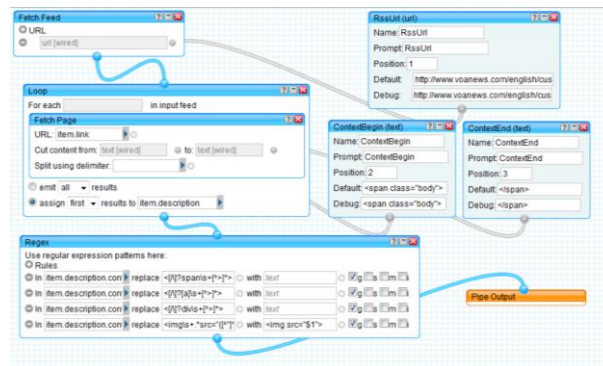 Fetch Feed
URL
url [wired]
Loop
For each in input feed
Fetch Page
URL: item.link
Cut content from: text [wired] to: text [wired]
Split using delimiter:
emit all results
assign first results to item.description
Regex
Use regular expression patterns here:
Rules
In item.description.con replace <[/\]?span\s+[^>]*> with text g s m i
In item.description.con replace <[/\]?[a]\s+[^>]*> with text g s m i
In item.description.con replace <[/\]?div\s+[^>]*> with text g s m i
In item.description.con replace <img\s+.*src="([^"]* with <img src="$1"> g s m i
RssUrl (url)
Name: RssUrl
Prompt: RssUrl
Position: 1
Default: http://www.voanews.com/english/cus
Debug: http://www.voanews.com/english/cus
ContextBegin (text)
Name: ContextBegin
Prompt: ContextBegin
Position: 2
Default: <span class="body">
Debug: <span class="body">
ContextEnd (text)
Name: ContextEnd
Prompt: ContextEnd
Position: 3
Default: </span>
Debug: </span>
Pipe Output